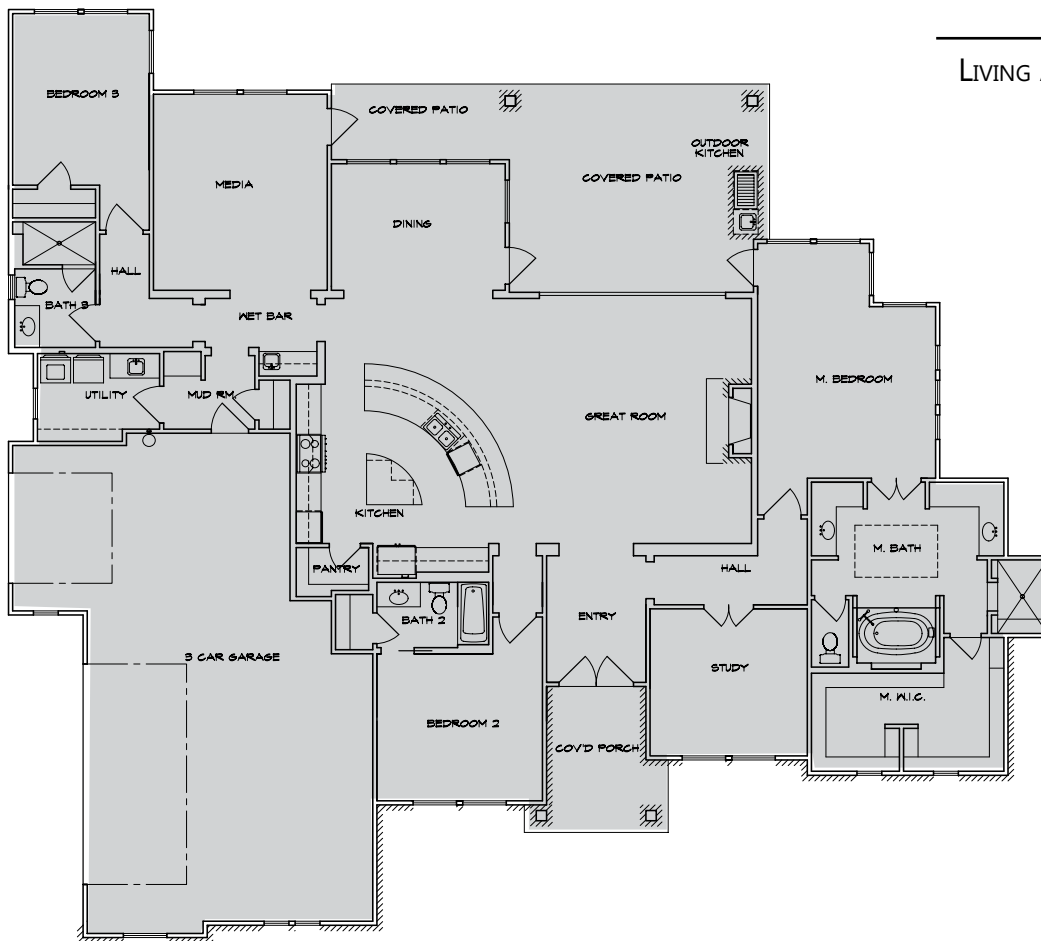 LIVING
BEDROOM 3
COVERED PATIO
OUTDOOR
KITCHEN
MEDIA
COVERED PATIO
DINING
HALL
BATH 3
WET BAR
M. BEDROOM
UTILITY
MUD RM
GREAT ROOM
KITCHEN
M. BATH
PANTRY
HALL
BATH 2
ENTRY
3 CAR GARAGE
STUDY
M. W.I.C.
BEDROOM 2
COV'D PORCH